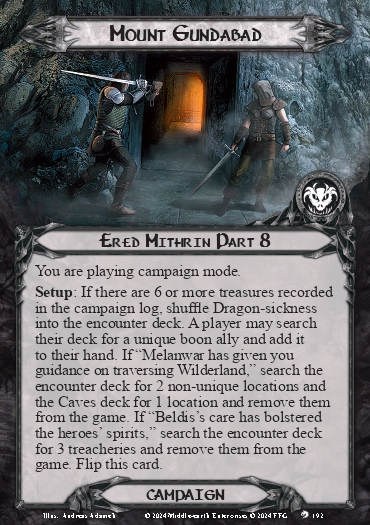 Mount Gundabad
Ered Mithrin Part 8
You are playing campaign mode.
Setup: If there are 6 or more treasures recorded
in the campaign log, shuffle Dragon-sickness
into the encounter deck. A player may search
their deck for a unique boon ally and add it
to their hand. If “Melanwar has given you
guidance on traversing Wilderland,” search the
encounter deck for 2 non-unique locations and
the Caves deck for 1 location and remove them
from the game. If “Beldis’s care has bolstered
the heroes’ spirits,” search the encounter deck
for 3 treacheries and remove them from the
game. Flip this card.
CAMPAIGN
Illus. Andreas Adamek © 2024 Middle-earth Enterprises © 2024 FFG 192